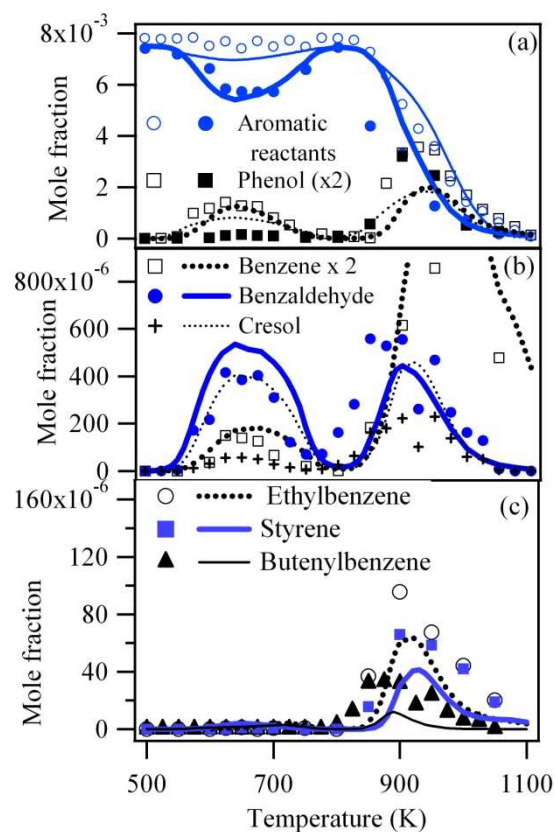 8x10-3
(a)
6
4
Aromatic
reactants
2
Phenol (x2)
0
Mole fraction
800x10-6
(b)
Benzene x 2
600
Benzaldehyde
400
Cresol
200
0
Mole fraction
160x10-6
(c)
Ethylbenzene
120
Styrene
80
Butenylbenzene
40
0
Mole fraction
500 700 900 1100
Temperature (K)